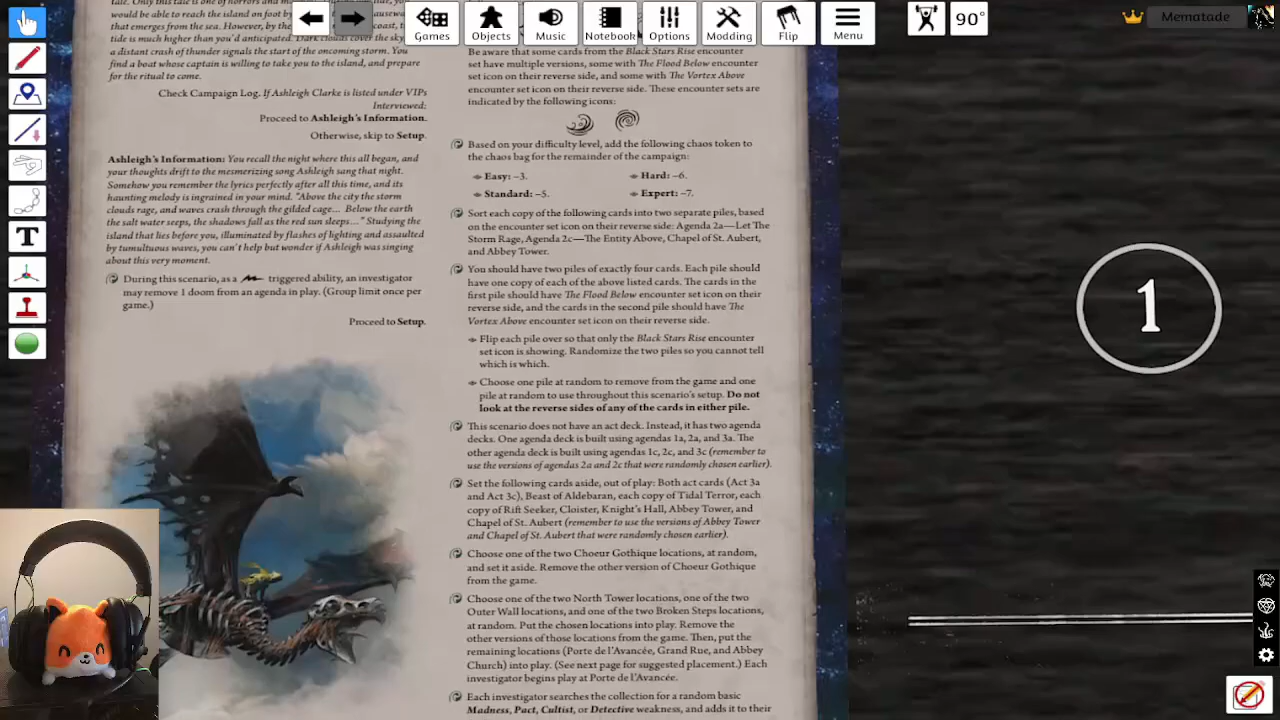 Games
Objects
Music
Notebook
Options
Modding
Flip
Menu
90°
Mematade
T
would be able to reach the island on foot by
that emerges from the sea. However, by the
tide is much higher than you'd anticipated. Dark clouds cover the sky,
a distant crash of thunder signals the start of the oncoming storm. You
find a boat whose captain is willing to take you to the island, and prepare
for the ritual to come.
Check Campaign Log. If Ashleigh Clarke is listed under VIPs
Interviewed:
Proceed to Ashleigh's Information.
Otherwise, skip to Setup.
Ashleigh's Information: You recall the night where this all began, and
your thoughts drift to the mesmerizing song Ashleigh sang that night.
Somehow you remember the lyrics perfectly after all this time, and its
haunting melody is ingrained in your mind. "Above the city the storm
clouds rage, and waves crash through the gilded cage... Below the earth
the salt water seeps, the shadows fall as the red sun sleeps..." Studying the
island that lies before you, illuminated by flashes of lighting and assaulted
by tumultuous waves, you can't help but wonder if Ashleigh was singing
about this very moment.
During this scenario, as a triggered ability, an investigator
may remove 1 doom from an agenda in play. (Group limit once per
game.)
Proceed to Setup.
Be aware that some cards from the Black Stars Rise encounter
set have multiple versions, some with The Flood Below encounter
set icon on their reverse side, and some with The Vortex Above
encounter set icon on their reverse side. These encounter sets are
indicated by the following icons:
Based on your difficulty level, add the following chaos token to
the chaos bag for the remainder of the campaign:
Easy: –3. Hard: –6.
Standard: –5. Expert: –7.
Sort each copy of the following cards into two separate piles, based
on the encounter set icon on their reverse side: Agenda 2a—Let The
Storm Rage, Agenda 2c—The Entity Above, Chapel of St. Aubert,
and Abbey Tower.
You should have two piles of exactly four cards. Each pile should
have one copy of each of the above listed cards. The cards in the
first pile should have The Flood Below encounter set icon on their
reverse side, and the cards in the second pile should have The
Vortex Above encounter set icon on their reverse side.
Flip each pile over so that only the Black Stars Rise encounter
set icon is showing. Randomize the two piles so you cannot tell
which is which.
Choose one pile at random to remove from the game and one
pile at random to use throughout this scenario's setup. Do not
look at the reverse sides of any of the cards in either pile.
This scenario does not have an act deck. Instead, it has two agenda
decks. One agenda deck is built using agendas 1a, 2a, and 3a. The
other agenda deck is built using agendas 1c, 2c, and 3c (remember to
use the versions of agendas 2a and 2c that were randomly chosen earlier).
Set the following cards aside, out of play: Both act cards (Act 3a
and Act 3c), Beast of Aldebaran, each copy of Tidal Terror, each
copy of Rift Seeker, Cloister, Knight's Hall, Abbey Tower, and
Chapel of St. Aubert (remember to use the versions of Abbey Tower
and Chapel of St. Aubert that were randomly chosen earlier).
Choose one of the two Choeur Gothique locations, at random,
and set it aside. Remove the other version of Choeur Gothique
from the game.
Choose one of the two North Tower locations, one of the two
Outer Wall locations, and one of the two Broken Steps locations,
at random. Put the chosen locations into play. Remove the
other versions of those locations from the game. Then, put the
remaining locations (Porte de l'Avancée, Grand Rue, and Abbey
Church) into play. (See next page for suggested placement.) Each
investigator begins play at Porte de l'Avancée.
Each investigator searches the collection for a random basic
Madness, Pact, Cultist, or Detective weakness, and adds it to their
1